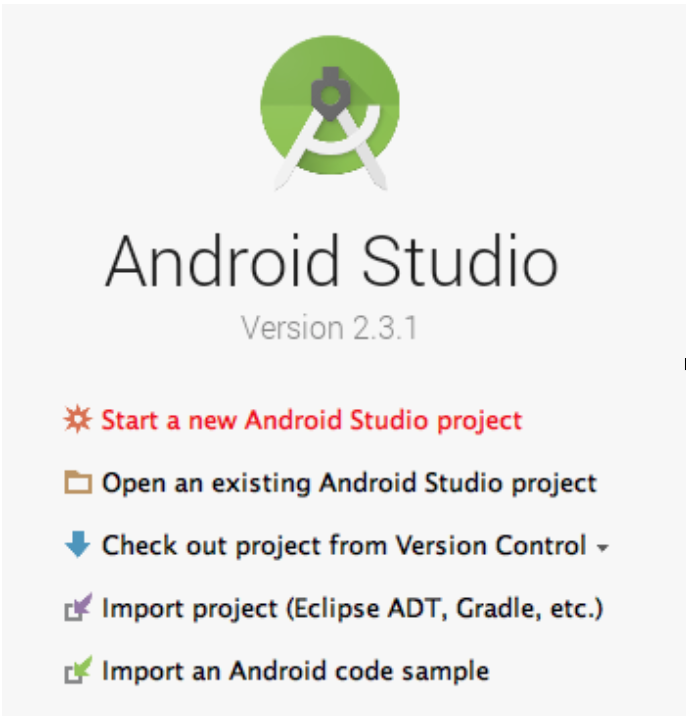 Android Studio
Version 2.3.1
Start a new Android Studio project
Open an existing Android Studio project
Check out project from Version Control
Import project (Eclipse ADT, Gradle, etc.)
Import an Android code sample